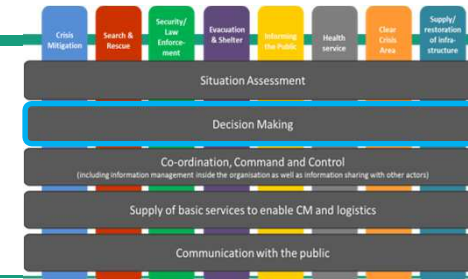 Crisis
Mitigation
Search &
Rescue
Security/
Law
Enforce-
ment
Evacuation
& Shelter
Informing
the Public
Health
service
Clear
Crisis
Area
Supply/
restoration
of infra-
structure
Situation Assessment
Decision Making
Co-ordination, Command and Control
(including information management inside the organisation as well as information sharing with other actors)
Supply of basic services to enable CM and logistics
Communication with the public